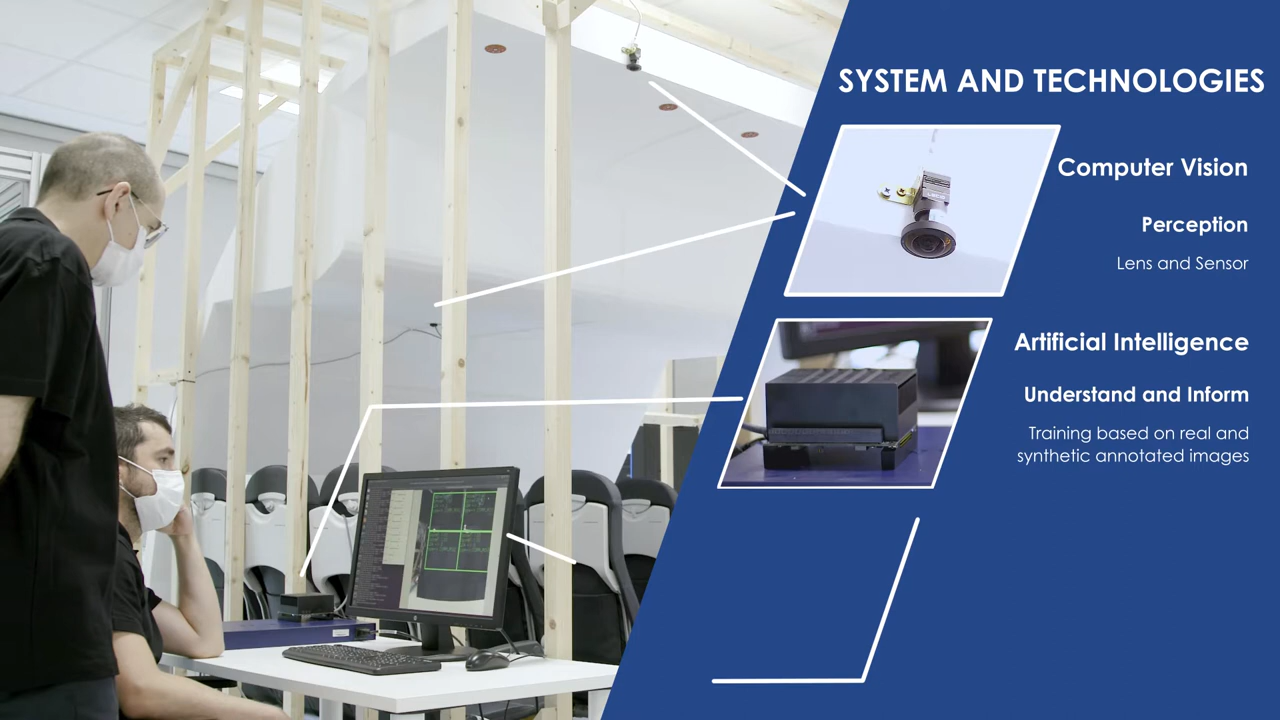 SYSTEM AND TECHNOLOGIES
Computer Vision
Perception
Lens and Sensor
Artificial Intelligence
Understand and Inform
Training based on real and
synthetic annotated images